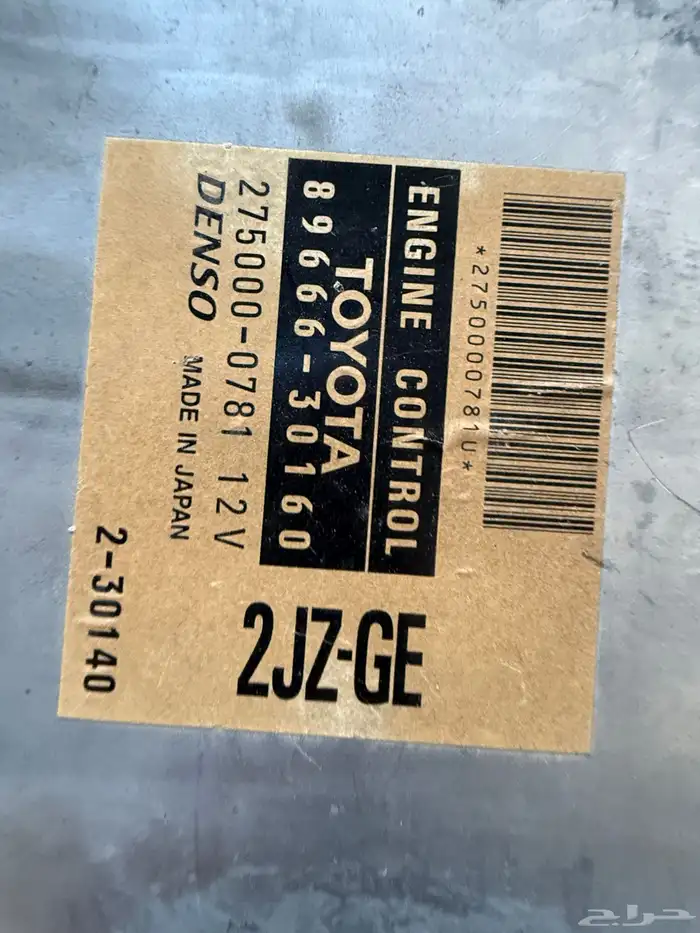 *2750000781U*
ENGINE CONTROL
TOYOTA
89666-30160
2JZ-GE
275000-0781 12V
DENSO MADE IN JAPAN
2-30140
حراج